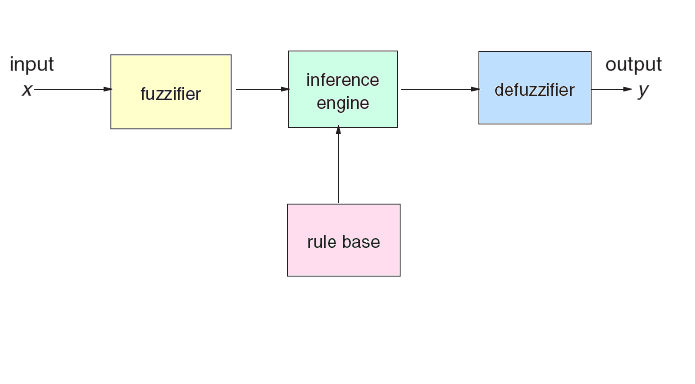 input
x
fuzzifier
inference
engine
defuzzifier
output
y
rule base